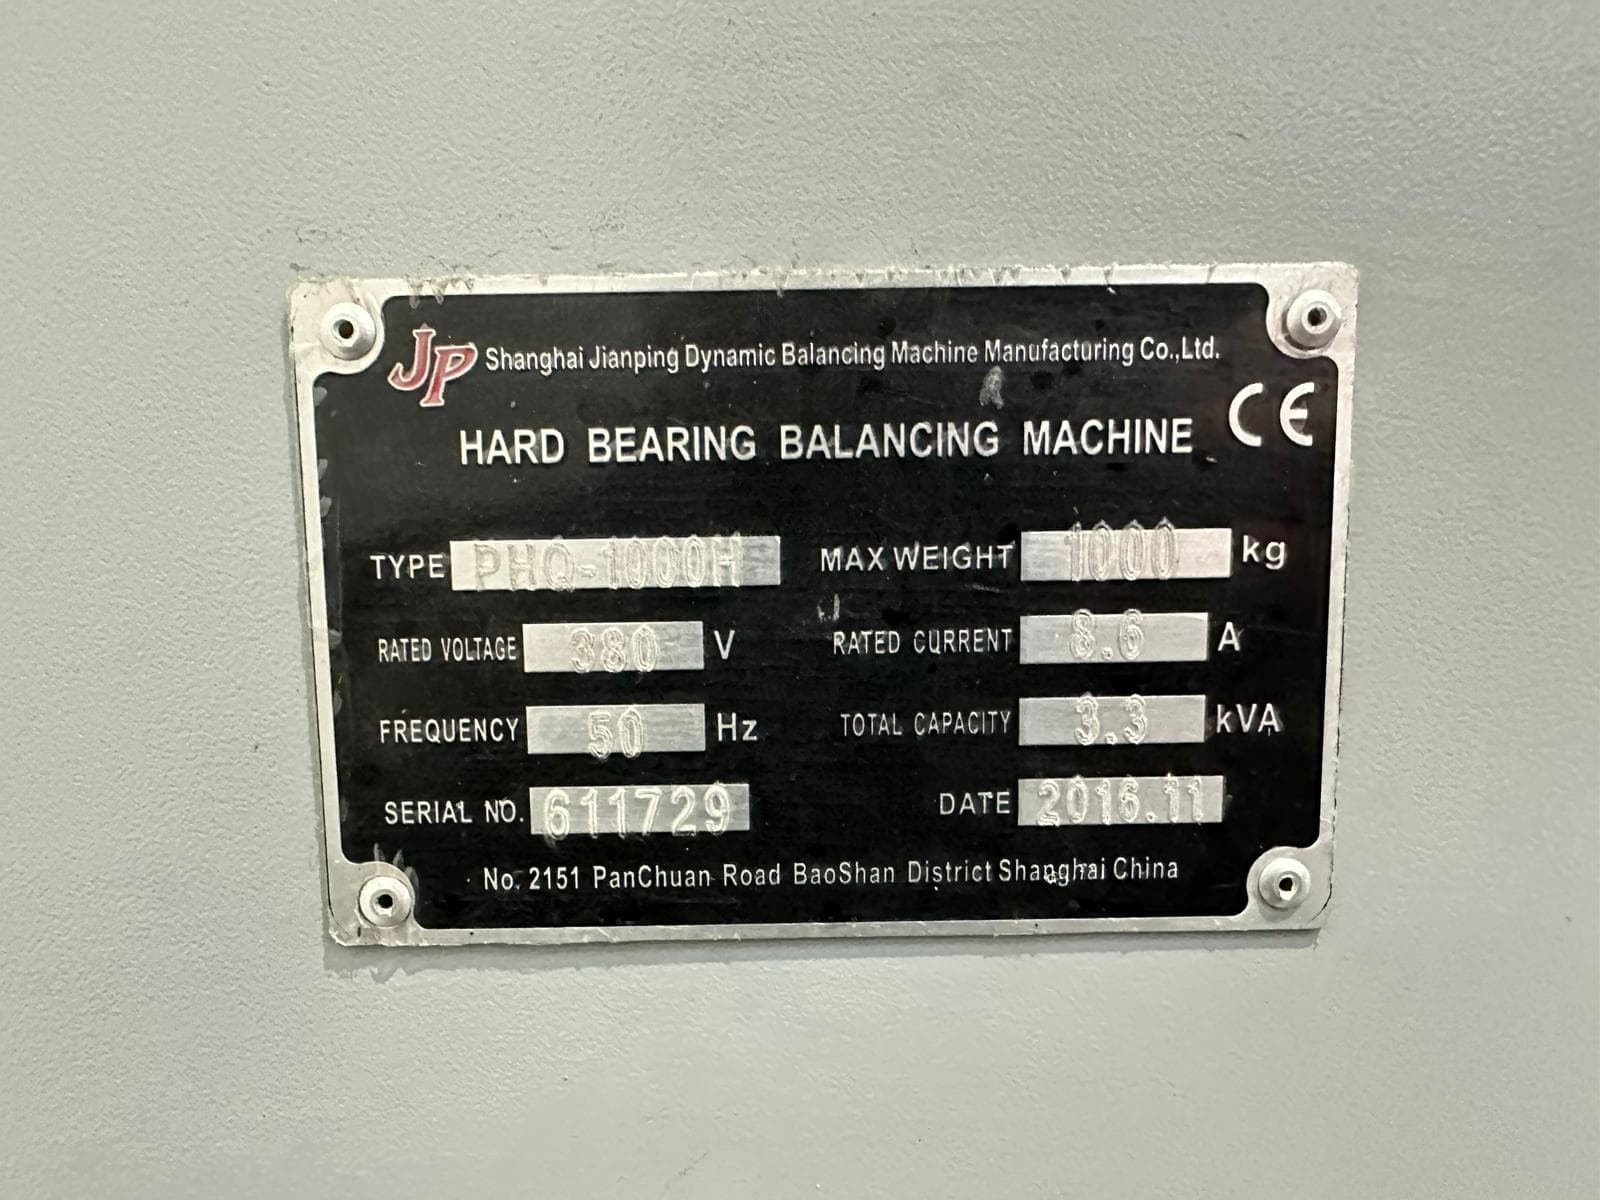 JP Shanghai Jianping Dynamic Balancing Machine Manufacturing Co.,Ltd.
HARD BEARING BALANCING MACHINE CE
TYPE PHQ-1000H MAX WEIGHT 1000 kg
RATED VOLTAGE 380 V RATED CURRENT 8.6 A
FREQUENCY 50 Hz TOTAL CAPACITY 3.3 kVA
SERIAL NO. 611729 DATE 2016.11
No. 2151 PanChuan Road BaoShan District Shanghai China